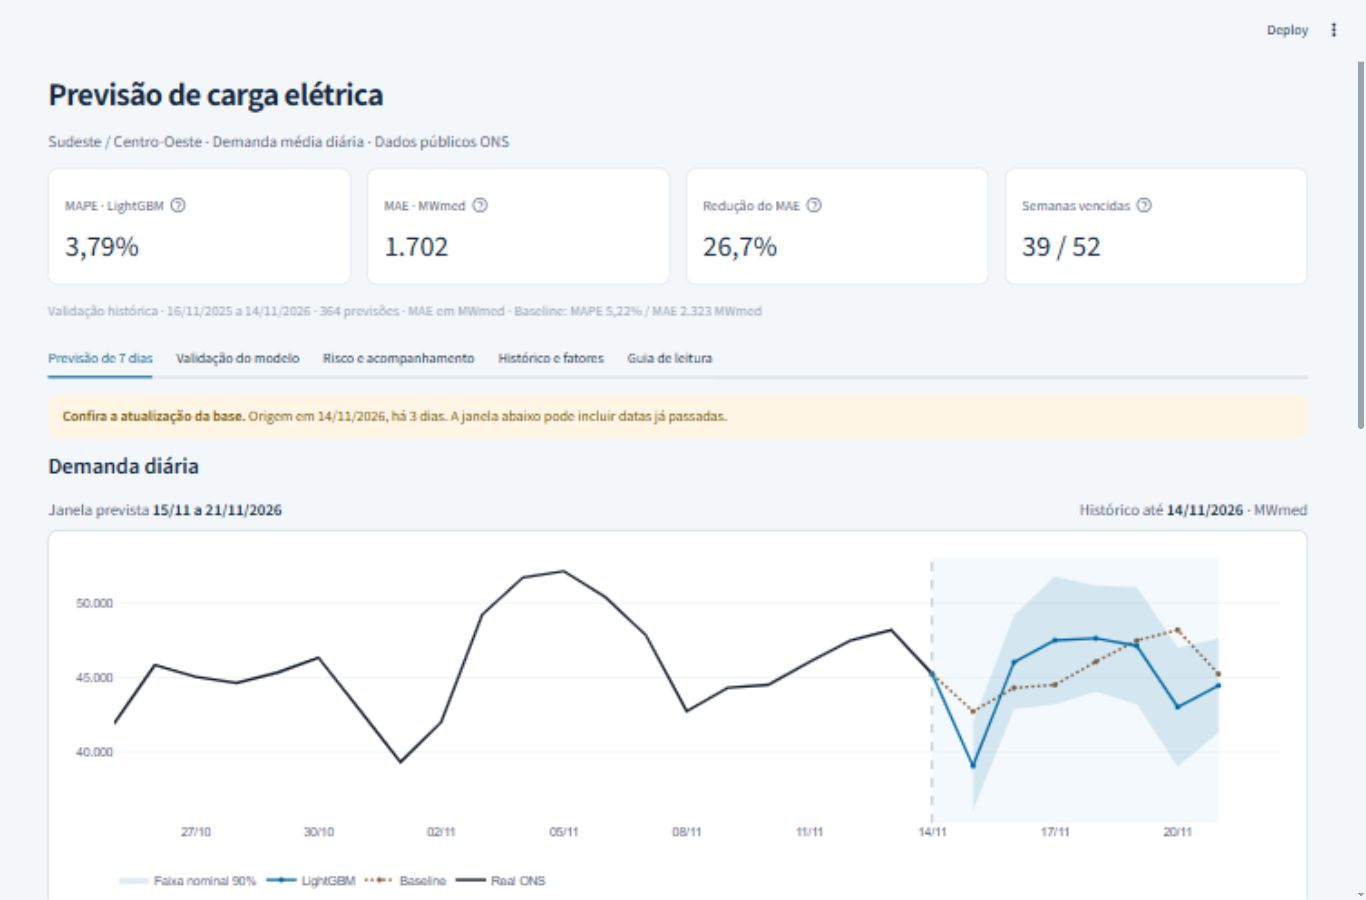 Deploy
Previsão de carga elétrica
Sudeste / Centro-Oeste · Demanda média diária · Dados públicos ONS
MAPE · LightGBM
3,79%
MAE · MWmed
1.702
Redução do MAE
26,7%
Semanas vencidas
39 / 52
Validação histórica · 16/11/2025 a 14/11/2026 · 364 previsões · MAE em MWmed · Baseline: MAPE 5,22% / MAE 2.323 MWmed
Previsão de 7 dias Validação do modelo Risco e acompanhamento Histórico e fatores Guia de leitura
Confira a atualização da base. Origem em 14/11/2026, há 3 dias. A janela abaixo pode incluir datas já passadas.
Demanda diária
Janela prevista 15/11 a 21/11/2026
Histórico até 14/11/2026 · MWmed
50.000
45.000
40.000
27/10 30/10 02/11 05/11 08/11 11/11 14/11 17/11 20/11
Faixa nominal 90% LightGBM Baseline Real ONS